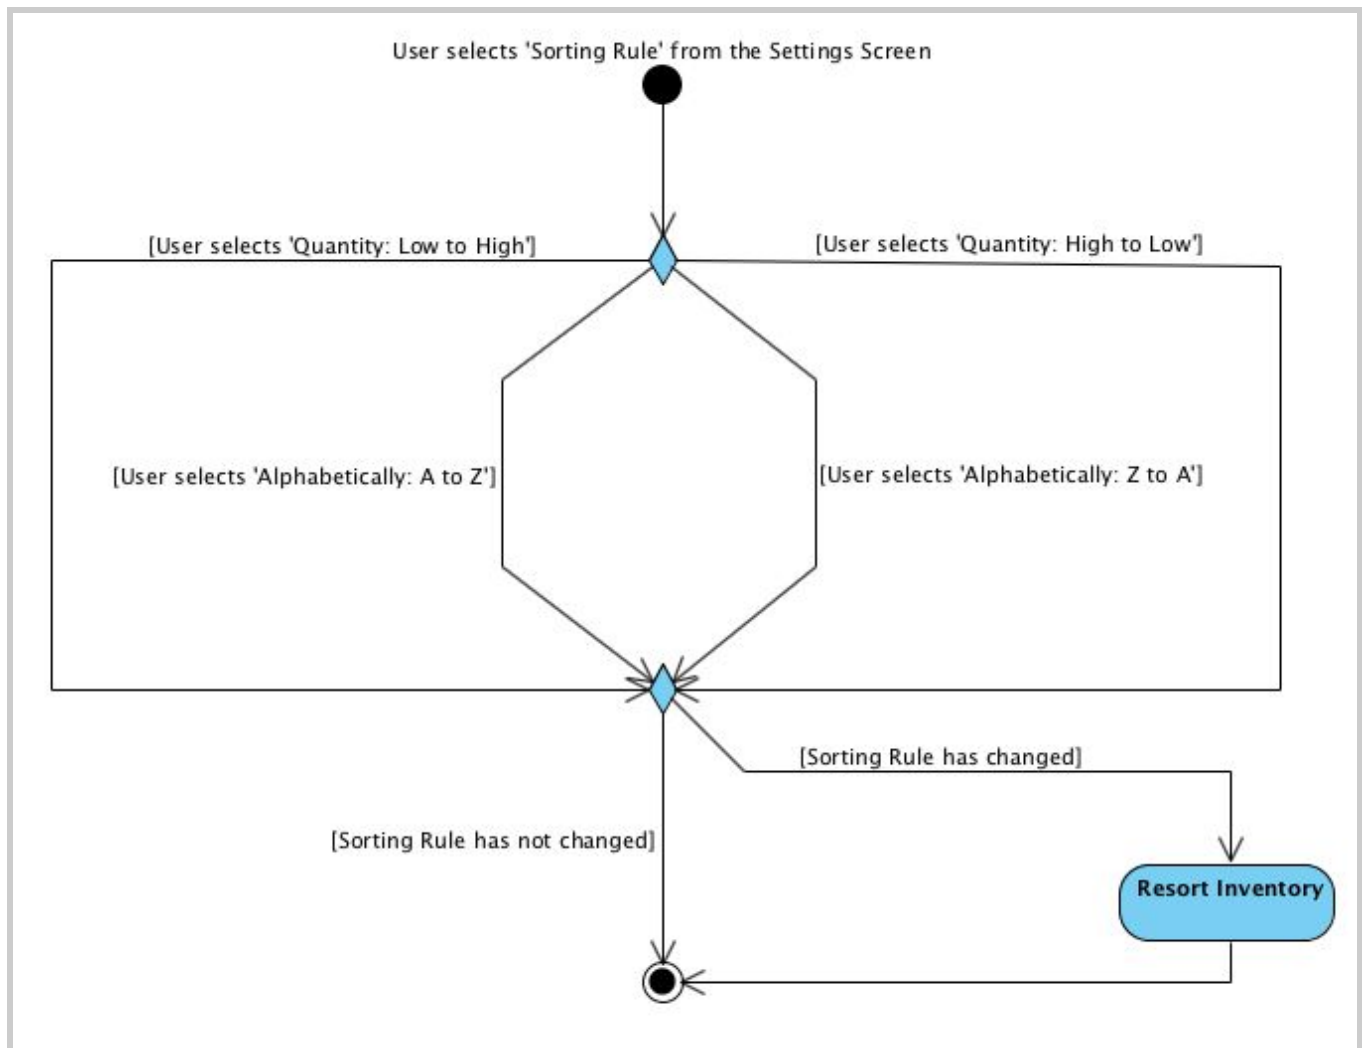 User selects 'Sorting Rule' from the Settings Screen
[User selects 'Quantity: Low to High']
[User selects 'Quantity: High to Low']
[User selects 'Alphabetically: A to Z']
[User selects 'Alphabetically: Z to A']
[Sorting Rule has changed]
[Sorting Rule has not changed]
Resort Inventory